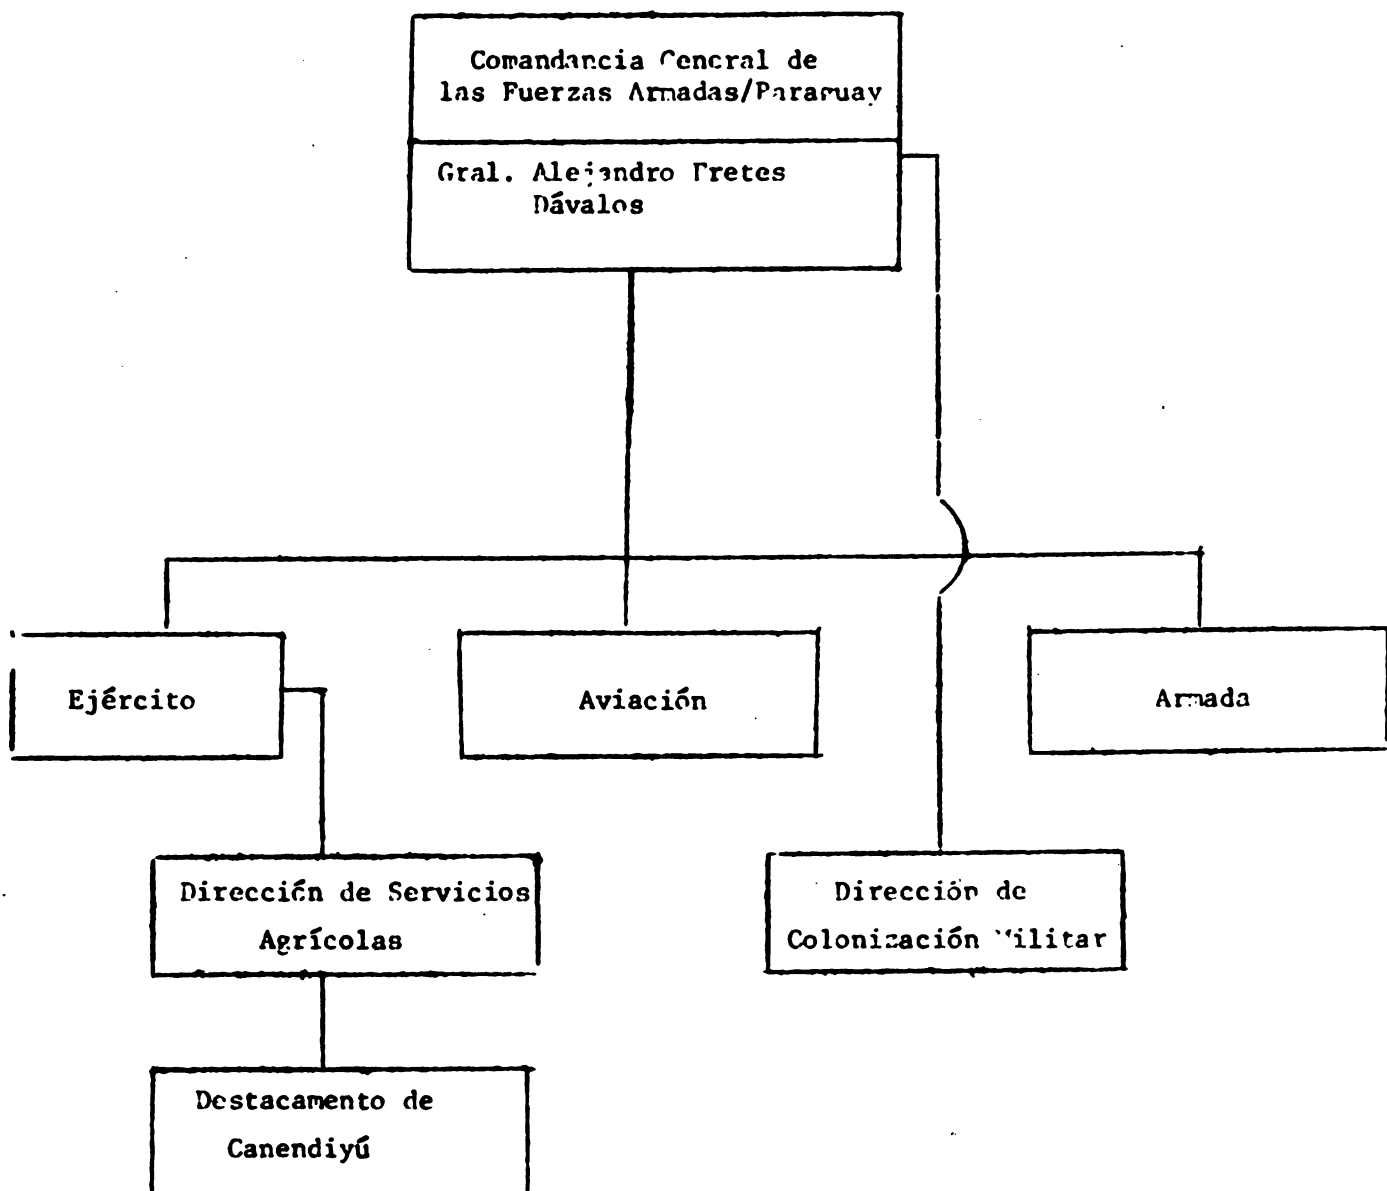 Comandancia General de
las Fuerzas Armadas/Paraguay
Gral. Alejandro Fretes
Dávalos
Ejército
Aviación
Armada
Dirección de Servicios
Agrícolas
Dirección de
Colonización Militar
Destacamento de
Canendiyú